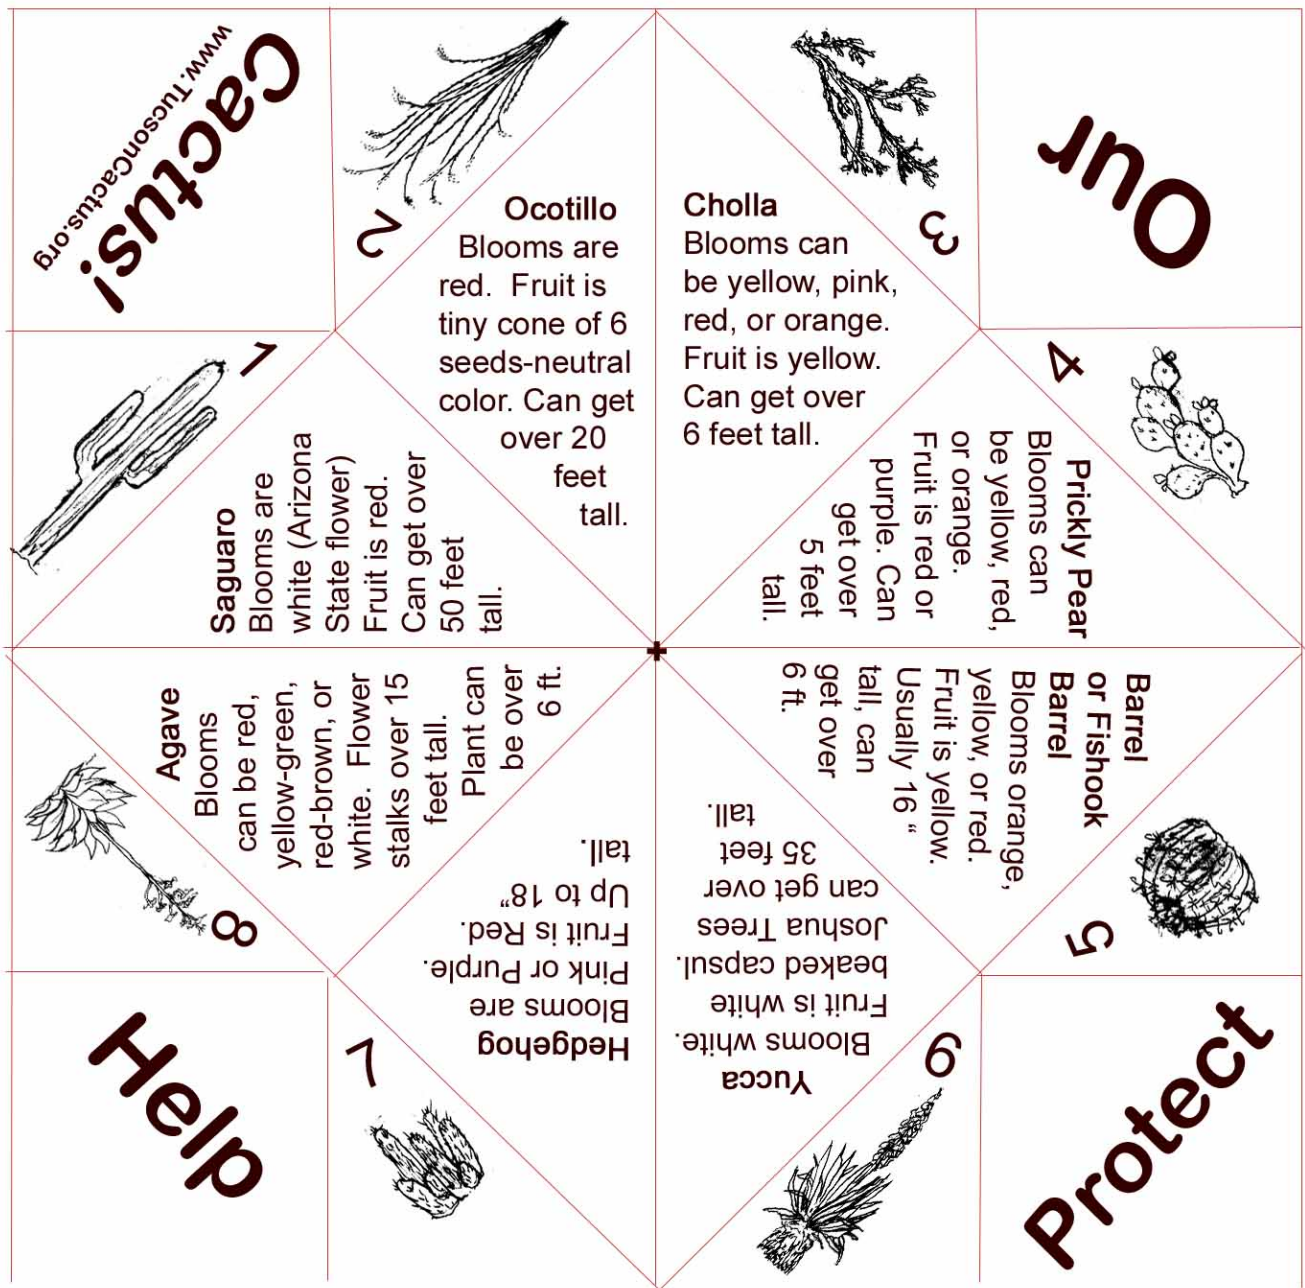 Cactus!
www.TucsonCactus.org
2
Ocotillo
Blooms are
red. Fruit is
tiny cone of 6
seeds-neutral
color. Can get
over 20
feet
tall.
3
Cholla
Blooms can
be yellow, pink,
red, or orange.
Fruit is yellow.
Can get over
6 feet tall.
Our
1
Saguaro
Blooms are
white (Arizona
State flower)
Fruit is red.
Can get over
50 feet
tall.
4
Prickly Pear
Blooms can
be yellow, red,
or orange.
Fruit is red or
purple. Can
get over
5 feet
tall.
8
Agave
Blooms
can be red,
yellow-green,
red-brown, or
white. Flower
stalks over 15
feet tall.
Plant can
be over
6 ft.
5
Barrel
or Fishook
Barrel
Blooms orange,
yellow, or red.
Fruit is yellow.
Usually 16 “
tall, can
get over
6 ft.
7
Hedgehog
Blooms are
Pink or Purple.
Fruit is Red.
Up to 18”
tall.
6
Yucca
Blooms white.
Fruit is white
beaked capsul.
Joshua Trees
can get over
35 feet
tall.
Help
Protect